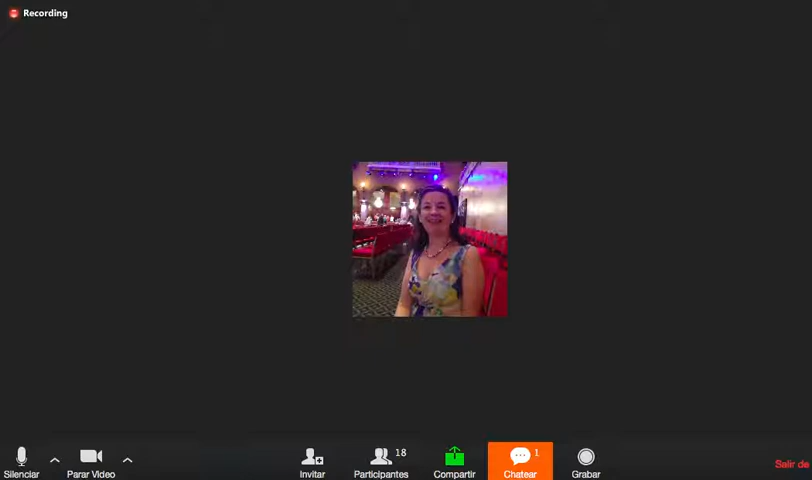 Recording
18
1
Silenciar
Parar Video
Invitar
Participantes
Compartir
Chatear
Grabar
Salir de